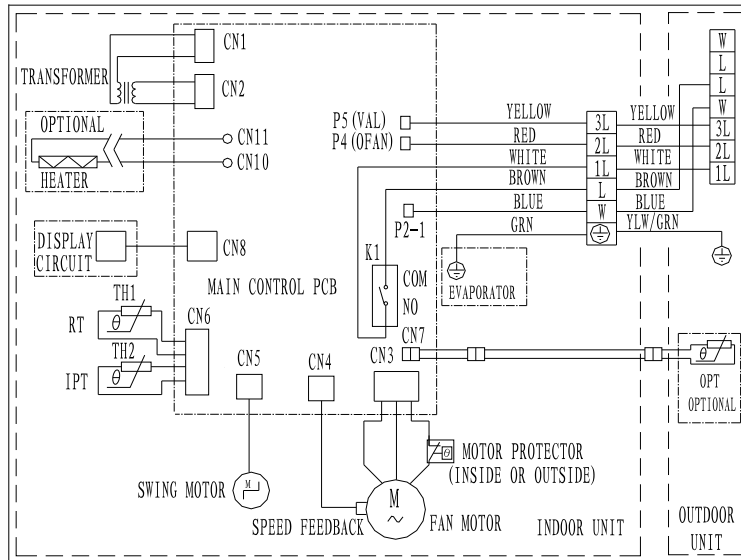 CN1
TRANSFORMER
CN2
OPTIONAL
HEATER
CN11
CN10
DISPLAY
CIRCUIT
CN8
MAIN CONTROL PCB
TH1
RT
θ
CN6
TH2
IPT
θ
CN5
CN4
CN3
CN7
SWING MOTOR
M
SPEED FEEDBACK
M
~
FAN MOTOR
MOTOR PROTECTOR
(INSIDE OR OUTSIDE)
θ
P5(VAL)
P4(OFAN)
P2-1
K1
COM
NO
EVAPORATOR
YELLOW
RED
WHITE
BROWN
BLUE
GRN
3L
2L
1L
L
W
YELLOW
RED
WHITE
BROWN
BLUE
YLW/GRN
W
L
L
W
3L
2L
1L
θ
OPT
OPTIONAL
INDOOR UNIT
OUTDOOR
UNIT